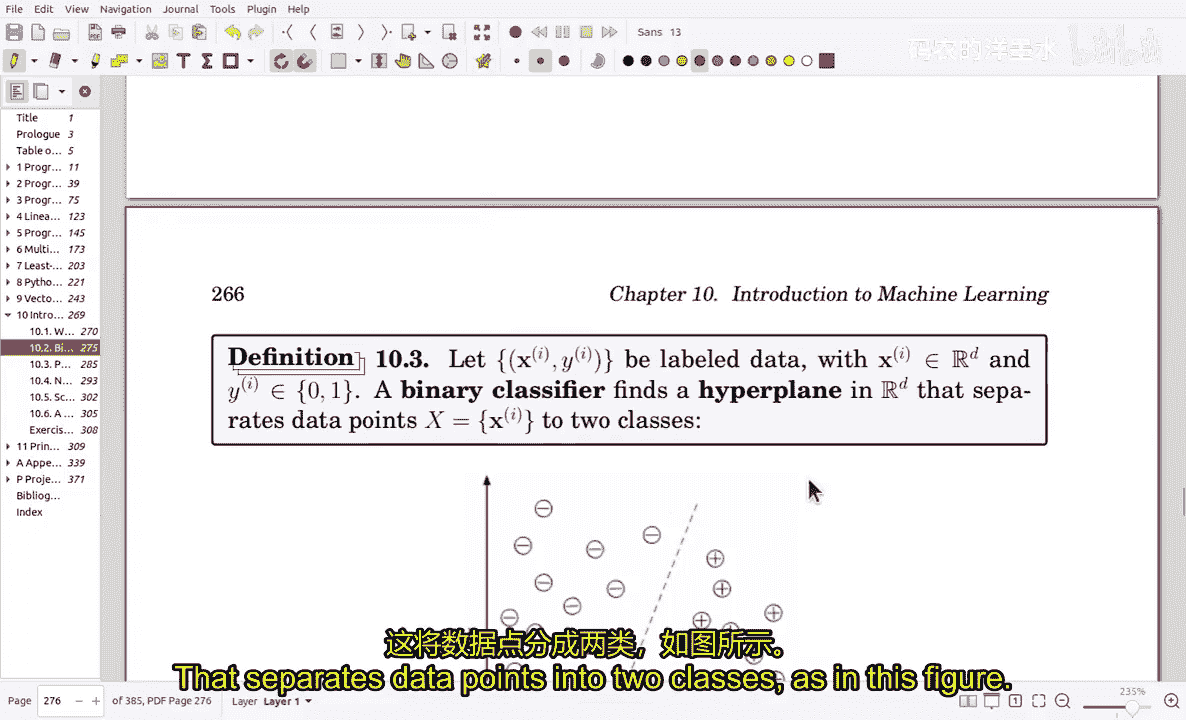 File Edit View Navigation Journal Tools Plugin Help
Sans 13
码农的洋墨水 bilibili
Title 1
Prologue 3
Table o... 5
1 Progr... 11
2 Progr... 39
3 Progr... 75
4 Linea... 123
5 Progr... 145
6 Multi... 173
7 Least-... 203
8 Pytho... 221
9 Vecto... 243
10 Intro... 269
10.1. W... 270
10.2. Bi... 275
10.3. P... 285
10.4. N... 293
10.5. Sc... 302
10.6. A ... 305
Exercis... 308
11 Prin... 309
A Appe... 339
P Proje... 371
Bibliog...
Index
266 Chapter 10. Introduction to Machine Learning
Definition 10.3. Let {(x⁽ⁱ⁾, y⁽ⁱ⁾)} be labeled data, with x⁽ⁱ⁾ ∈ ℝᵈ and
y⁽ⁱ⁾ ∈ {0, 1}. A binary classifier finds a hyperplane in ℝᵈ that sepa-
rates data points X = {x⁽ⁱ⁾} to two classes:
这将数据点分成两类，如图所示。
That separates data points into two classes, as in this figure.
Page 276 of 385, PDF Page 276 Layer Layer 1
235%